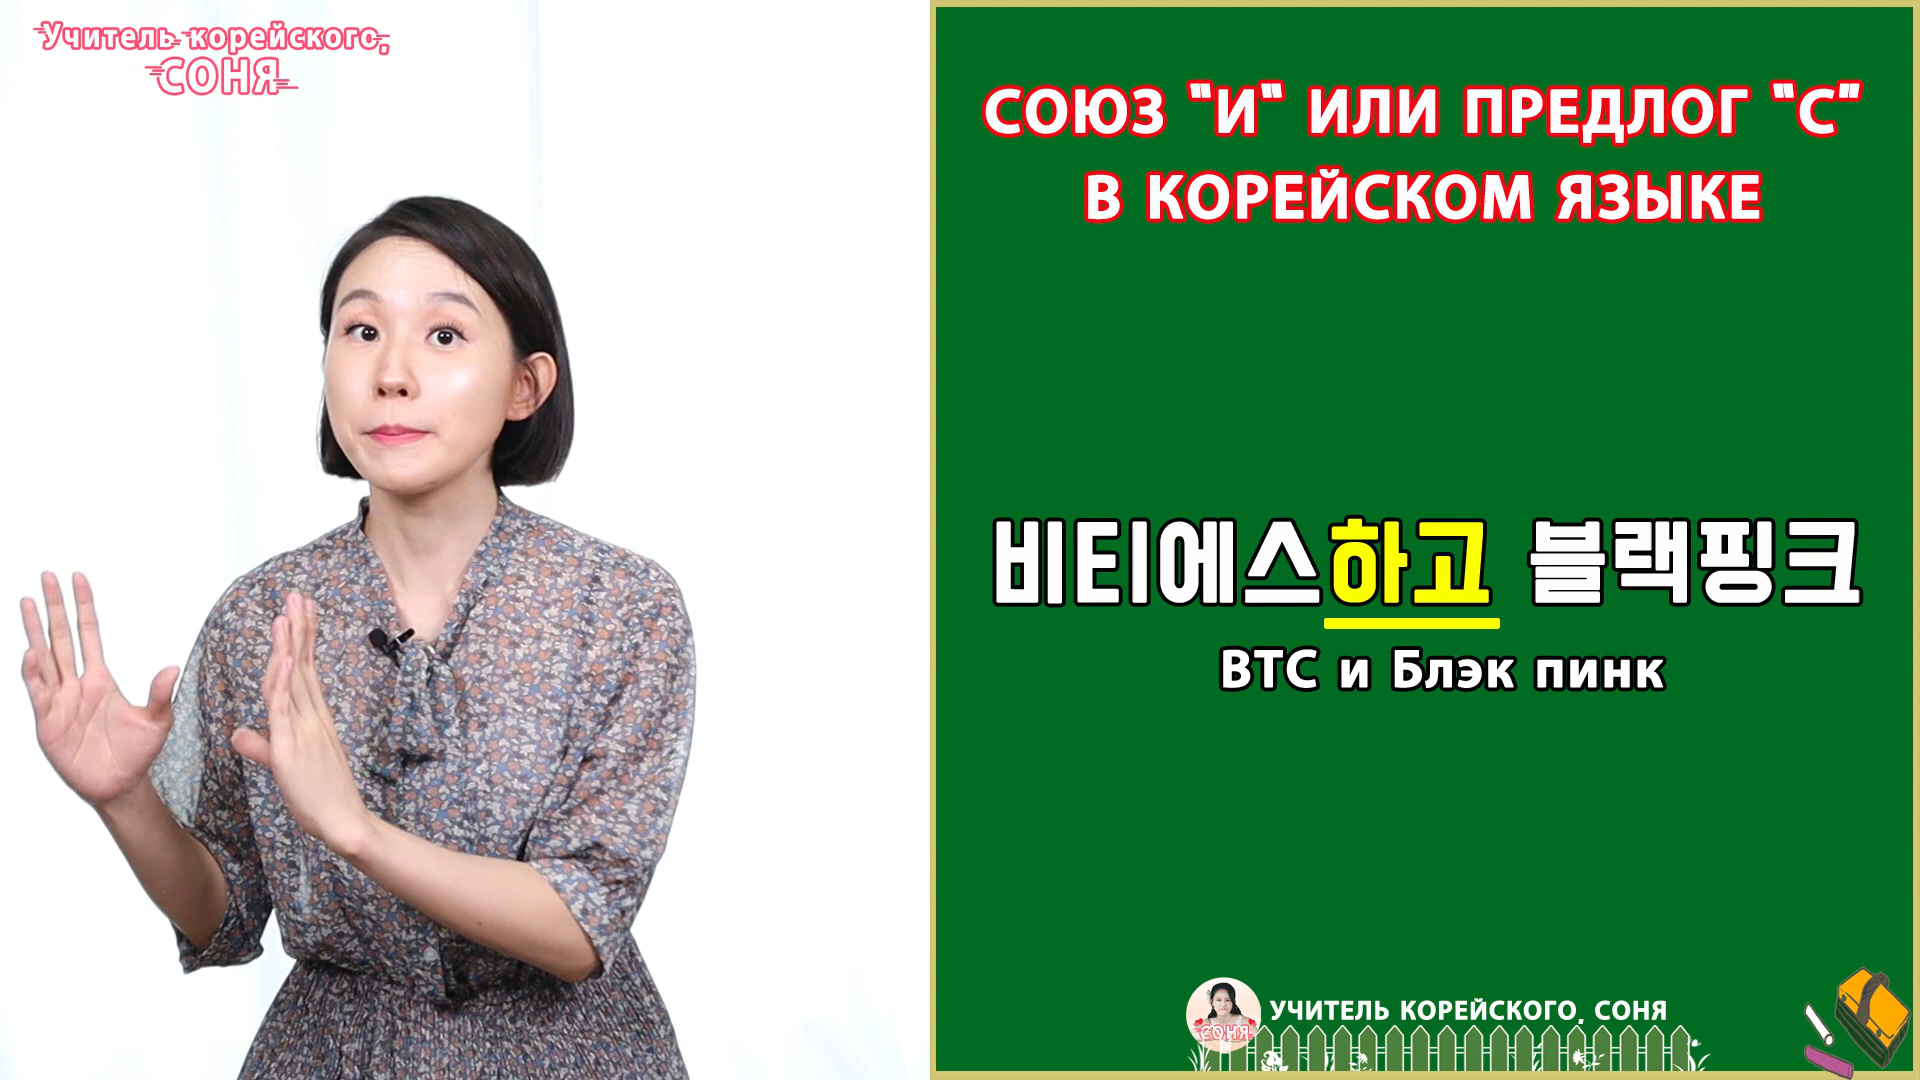 Учитель корейского,
СОНЯ
СОЮЗ "И" ИЛИ ПРЕДЛОГ "С"
В КОРЕЙСКОМ ЯЗЫКЕ
비티에스하고 블랙핑크
ВТС и Блэк пинк
УЧИТЕЛЬ КОРЕЙСКОГО, СОНЯ
СОНЯ